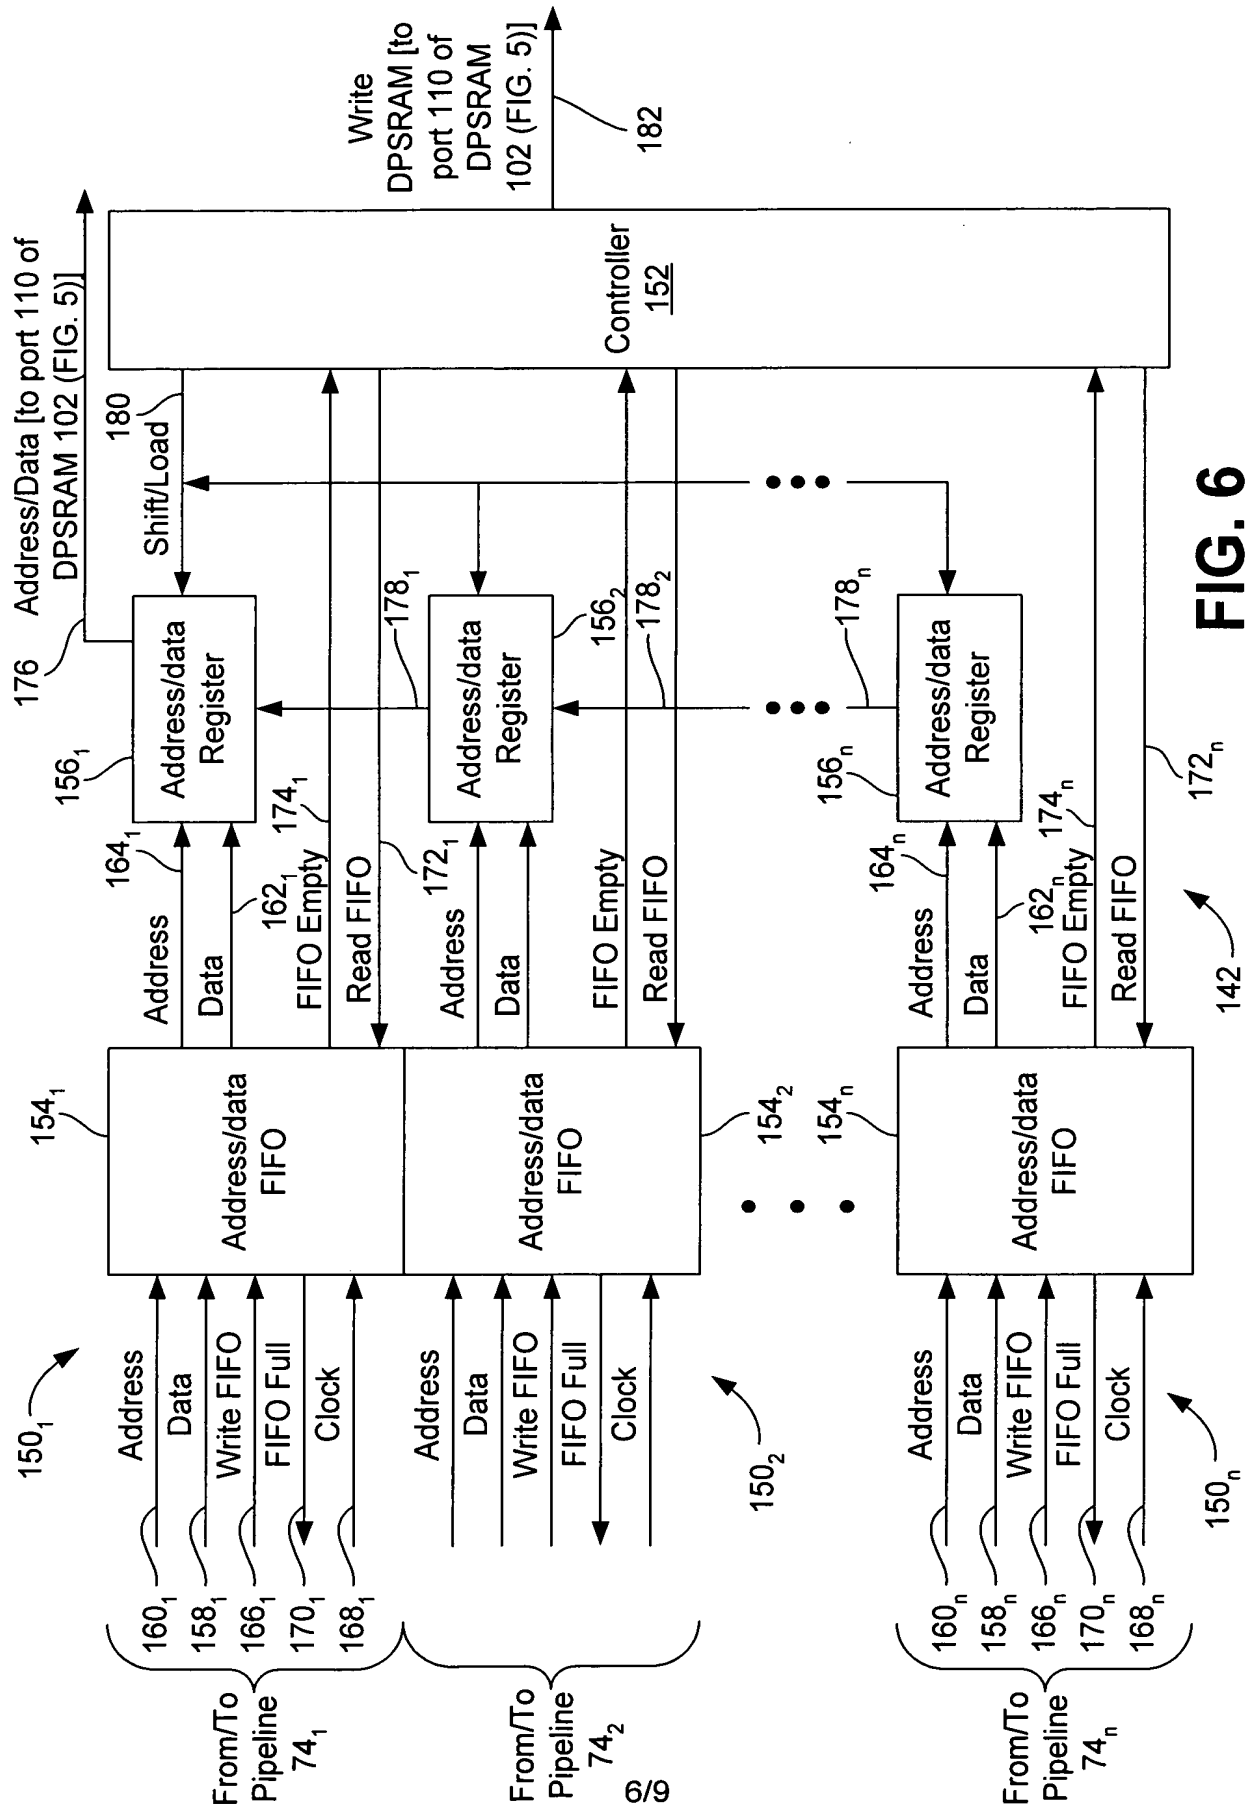 Address/Data [to port 110 of
DPSRAM 102 (FIG. 5)]
176
Write
DPSRAM [to
port 110 of
DPSRAM
102 (FIG. 5)]
182
Controller
152
Shift/Load
180
From/To
Pipeline
74₁
160₁
158₁
166₁
170₁
168₁
150₁
Address
Data
Write FIFO
FIFO Full
Clock
154₁
Address/data
FIFO
Address
164₁
Data
162₁
FIFO Empty
174₁
Read FIFO
172₁
156₁
Address/data
Register
178₁
From/To
Pipeline
74₂
Address
Data
Write FIFO
FIFO Full
Clock
150₂
Address/data
FIFO
154₂
Address
Data
FIFO Empty
Read FIFO
Address/data
Register
156₂
178₂
From/To
Pipeline
74ₙ
160ₙ
158ₙ
166ₙ
170ₙ
168ₙ
Address
Data
Write FIFO
FIFO Full
Clock
150ₙ
154ₙ
Address/data
FIFO
Address
164ₙ
Data
162ₙ
FIFO Empty
174ₙ
Read FIFO
172ₙ
156ₙ
Address/data
Register
178ₙ
142
FIG. 6
6/9